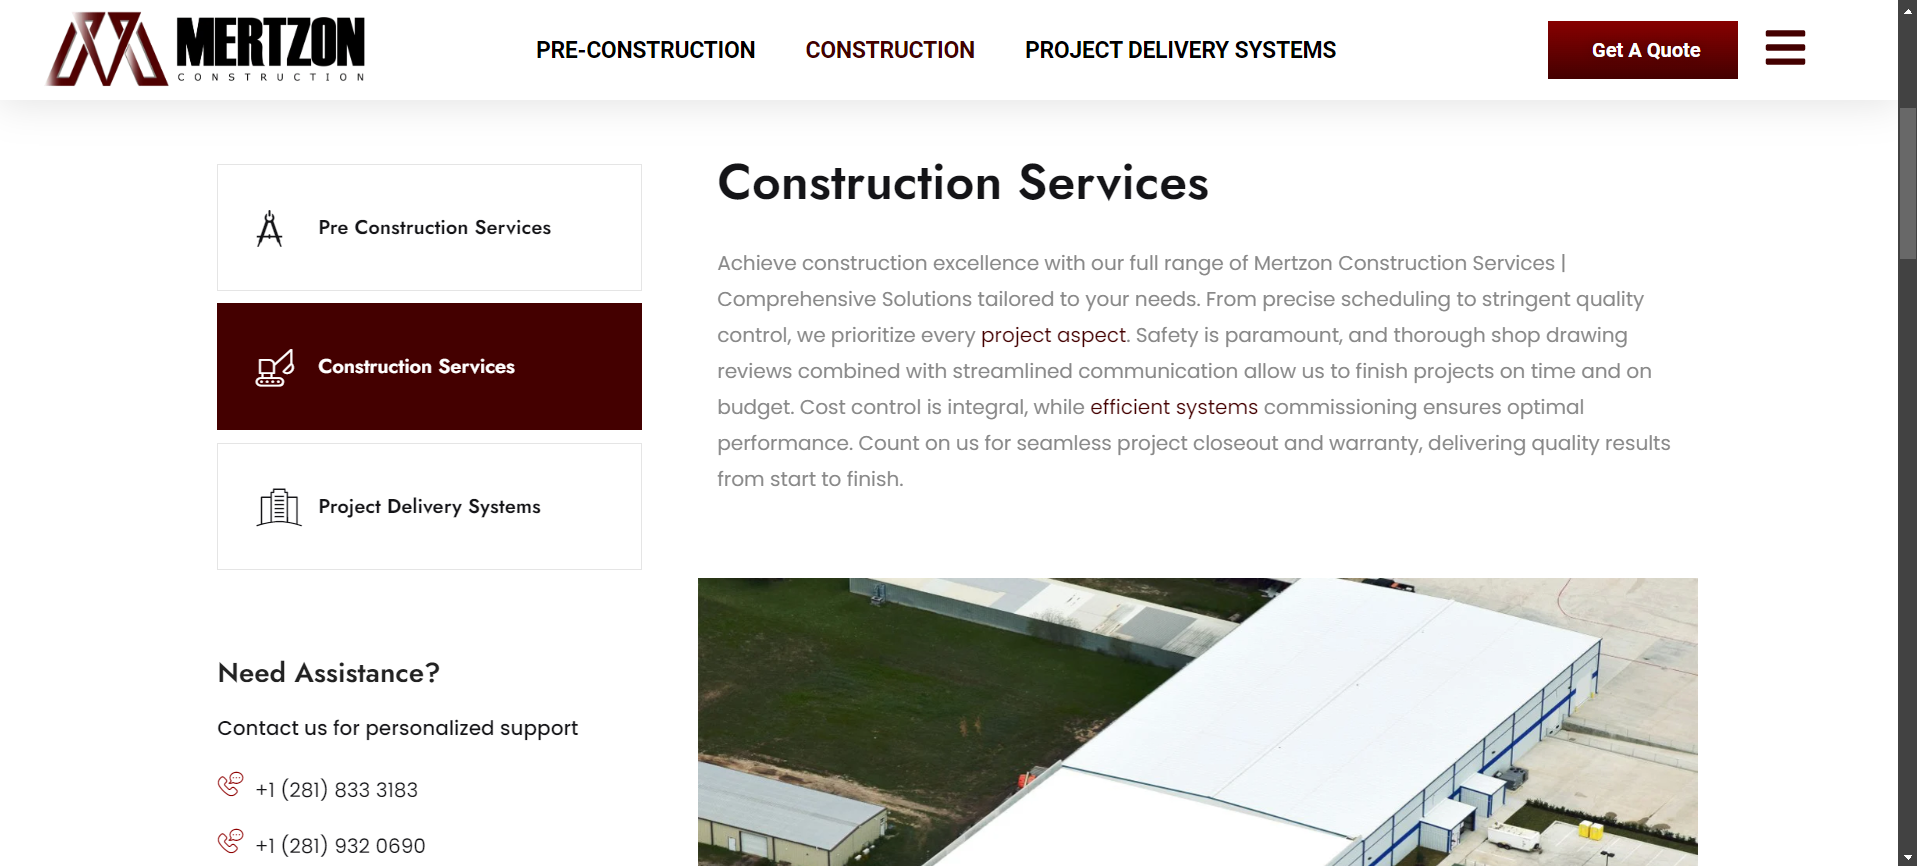 MERTZON
CONSTRUCTION
PRE-CONSTRUCTION
CONSTRUCTION
PROJECT DELIVERY SYSTEMS
Get A Quote
Pre Construction Services
Construction Services
Project Delivery Systems
Need Assistance?
Contact us for personalized support
+1 (281) 833 3183
+1 (281) 932 0690
Construction Services
Achieve construction excellence with our full range of Mertzon Construction Services |
Comprehensive Solutions tailored to your needs. From precise scheduling to stringent quality
control, we prioritize every project aspect. Safety is paramount, and thorough shop drawing
reviews combined with streamlined communication allow us to finish projects on time and on
budget. Cost control is integral, while efficient systems commissioning ensures optimal
performance. Count on us for seamless project closeout and warranty, delivering quality results
from start to finish.